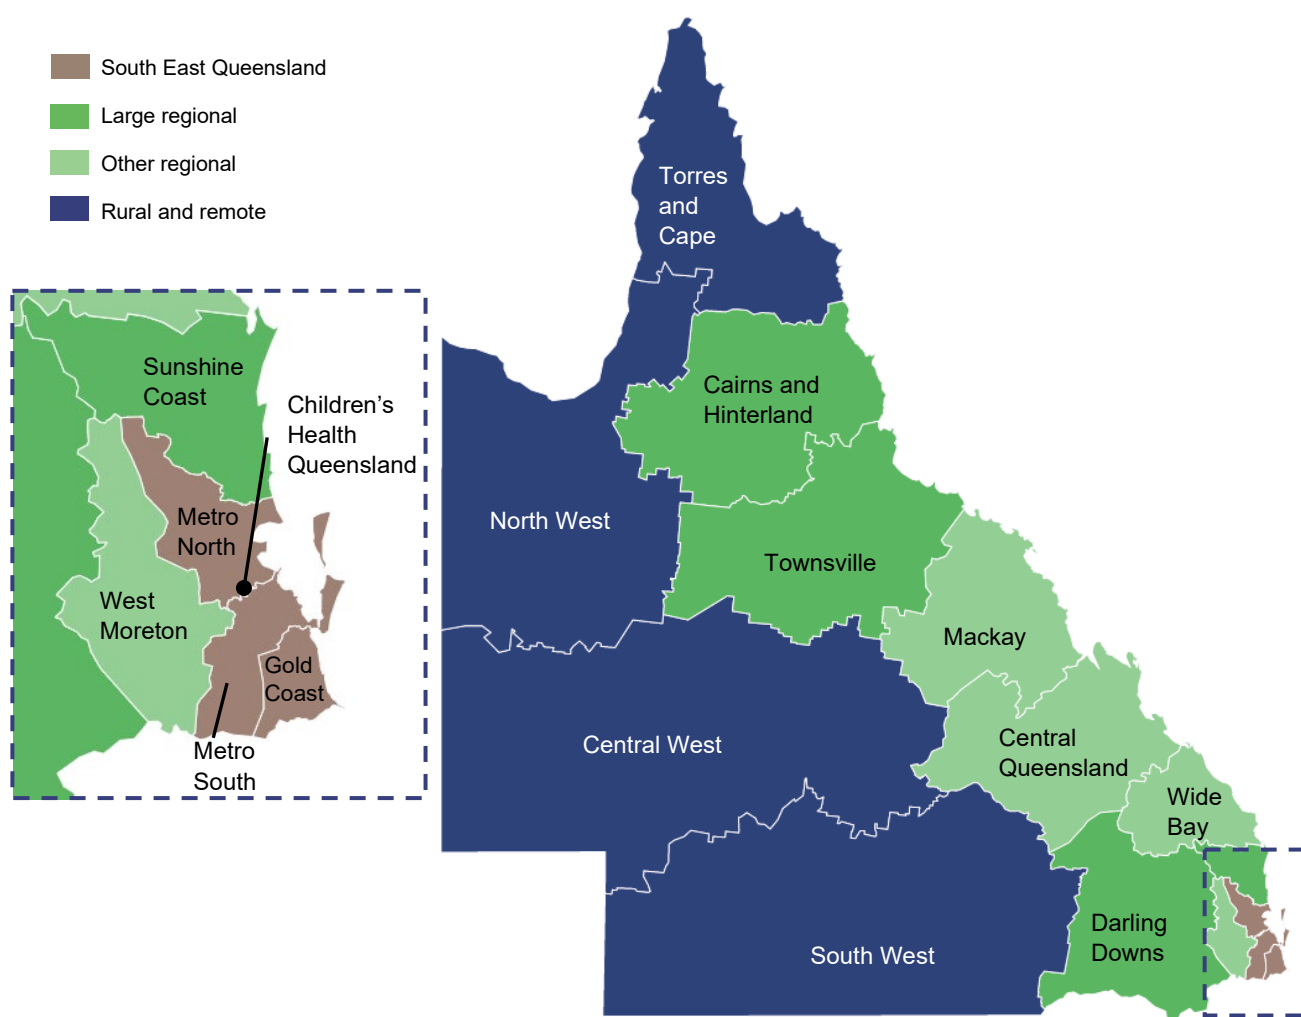 South East Queensland
Large regional
Other regional
Rural and remote
Sunshine
Coast
Children’s
Health
Queensland
Metro
North
West
Moreton
Gold
Coast
Metro
South
Torres
and
Cape
Cairns and
Hinterland
North West
Townsville
Mackay
Central West
Central
Queensland
Wide
Bay
Darling
Downs
South West